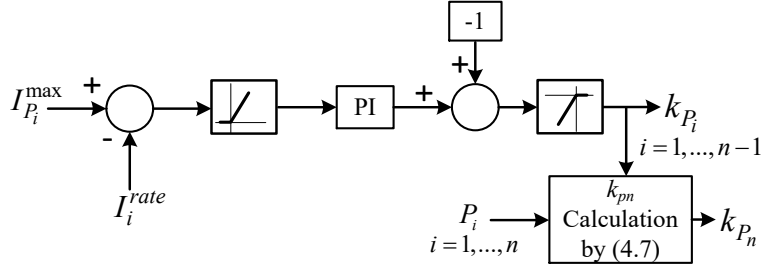 -1
+
I_{P_i}^{max}
+
PI
+
k_{P_i}
-
i = 1,...,n−1
I_i^{rate}
k_{pn}
P_i
Calculation
k_{P_n}
i = 1,...,n
by (4.7)